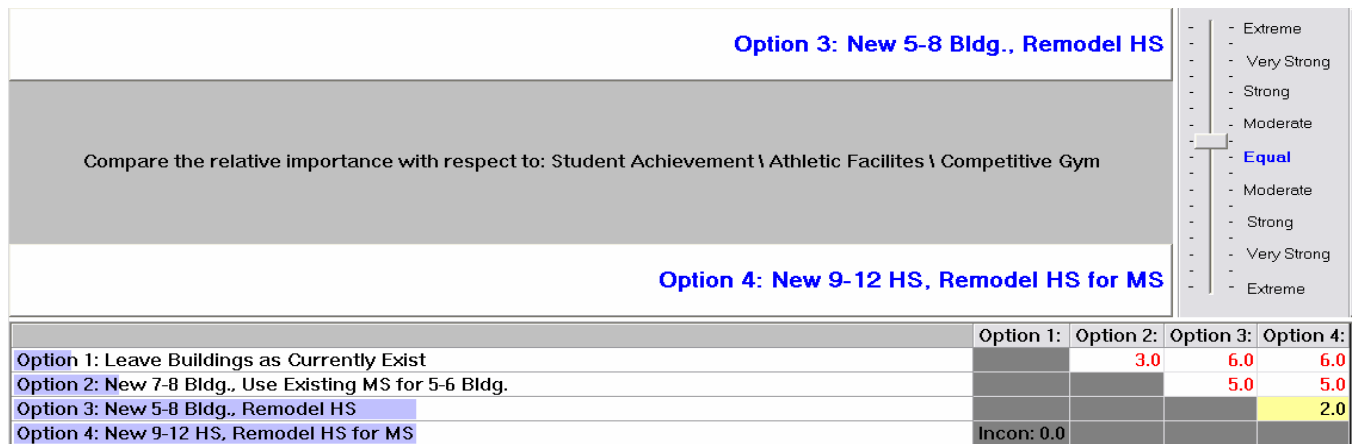 Option 3: New 5-8 Bldg., Remodel HS
Compare the relative importance with respect to: Student Achievement \ Athletic Facilites \ Competitive Gym
Option 4: New 9-12 HS, Remodel HS for MS
Extreme
Very Strong
Strong
Moderate
Equal
Moderate
Strong
Very Strong
Extreme
Option 1: Option 2: Option 3: Option 4:
Option 1: Leave Buildings as Currently Exist 3.0 6.0 6.0
Option 2: New 7-8 Bldg., Use Existing MS for 5-6 Bldg. 5.0 5.0
Option 3: New 5-8 Bldg., Remodel HS 2.0
Option 4: New 9-12 HS, Remodel HS for MS Incon: 0.0